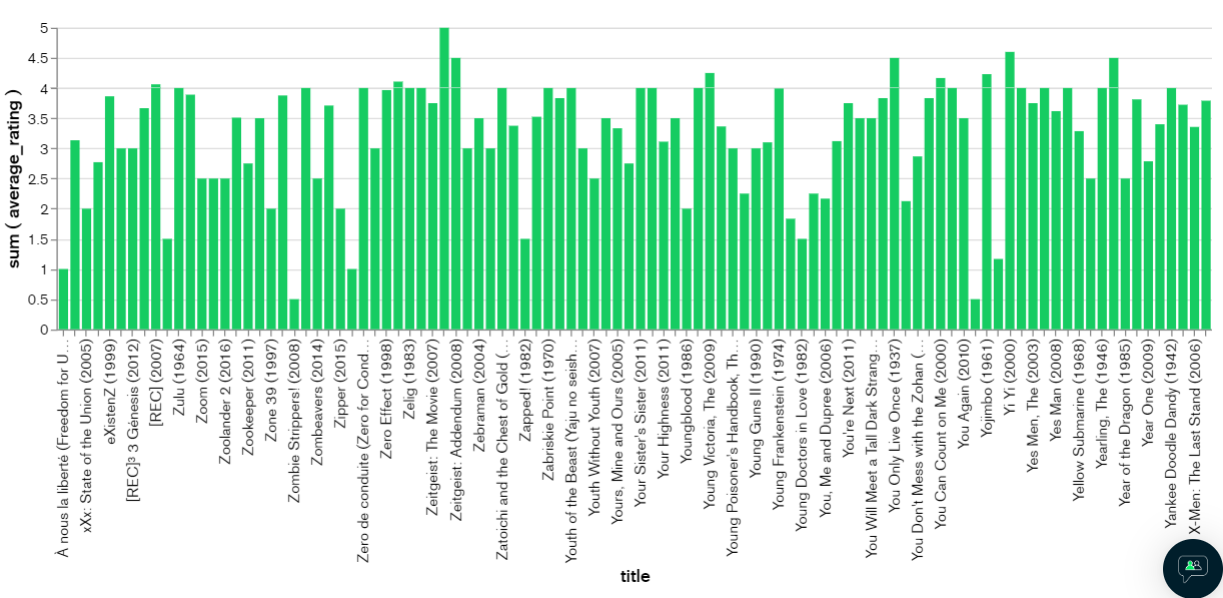 sum ( average_rating )
5
4.5
4
3.5
3
2.5
2
1.5
1
0.5
0
À nous la liberté (Freedom for U…
xXx: State of the Union (2005)
eXistenZ (1999)
[REC]³ 3 Génesis (2012)
[REC] (2007)
Zulu (1964)
Zoom (2015)
Zoolander 2 (2016)
Zookeeper (2011)
Zone 39 (1997)
Zombie Strippers! (2008)
Zombeavers (2014)
Zipper (2015)
Zero de conduite (Zero for Cond…
Zero Effect (1998)
Zelig (1983)
Zeitgeist: The Movie (2007)
Zeitgeist: Addendum (2008)
Zebraman (2004)
Zatoichi and the Chest of Gold (…
Zapped! (1982)
Zabriskie Point (1970)
Youth of the Beast (Yaju no seish…
Youth Without Youth (2007)
Yours, Mine and Ours (2005)
Your Sister's Sister (2011)
Your Highness (2011)
Youngblood (1986)
Young Victoria, The (2009)
Young Poisoner's Handbook, Th…
Young Guns II (1990)
Young Frankenstein (1974)
Young Doctors in Love (1982)
You, Me and Dupree (2006)
You're Next (2011)
You Will Meet a Tall Dark Strang…
You Only Live Once (1937)
You Don't Mess with the Zohan (…
You Can Count on Me (2000)
You Again (2010)
Yojimbo (1961)
Yi Yi (2000)
Yes Men, The (2003)
Yes Man (2008)
Yellow Submarine (1968)
Yearling, The (1946)
Year of the Dragon (1985)
Year One (2009)
Yankee Doodle Dandy (1942)
X-Men: The Last Stand (2006)
title